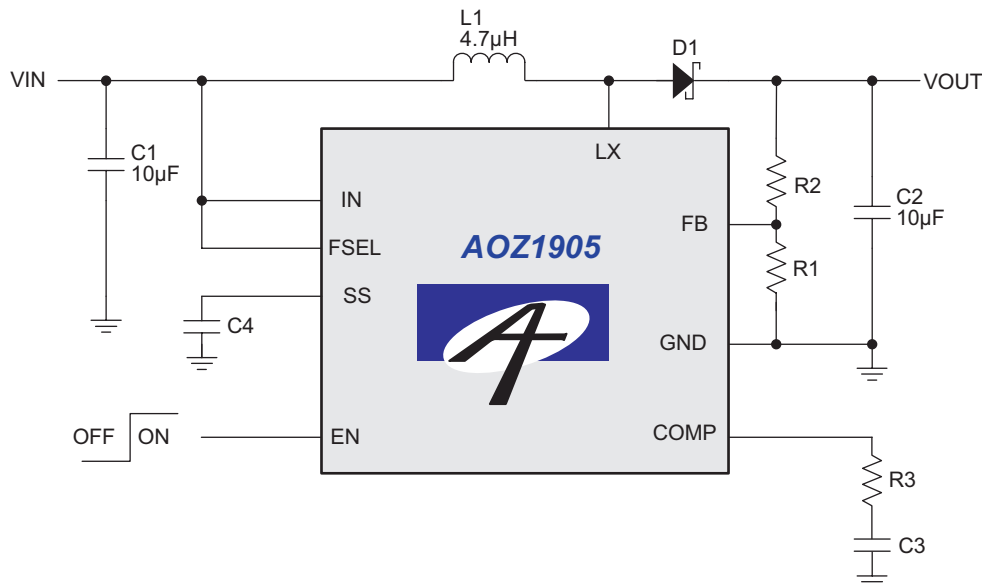 L1
4.7µH
D1
VIN
VOUT
C1
10µF
LX
IN
R2
C2
10µF
FB
FSEL
AOZ1905
R1
SS
C4
GND
OFF
ON
EN
COMP
R3
C3